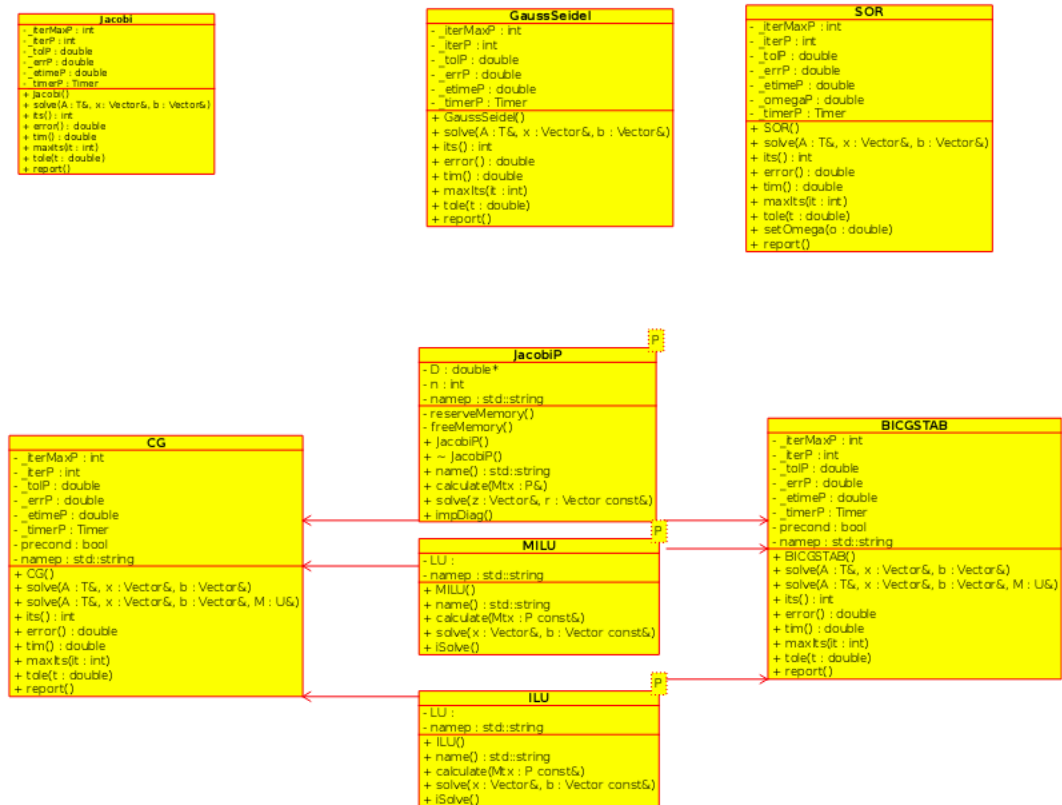 Jacobi
- _iterMaxP : int
- _iterP : int
- _tolP : double
- _errP : double
- _etimeP : double
- _timerP : Timer
+ Jacobi()
+ solve(A : T&, x : Vector&, b : Vector&)
+ its() : int
+ error() : double
+ tim() : double
+ maxIts(it : int)
+ tole(t : double)
+ report()
GaussSeidel
- _iterMaxP : int
- _iterP : int
- _tolP : double
- _errP : double
- _etimeP : double
- _timerP : Timer
+ GaussSeidel()
+ solve(A : T&, x : Vector&, b : Vector&)
+ its() : int
+ error() : double
+ tim() : double
+ maxIts(it : int)
+ tole(t : double)
+ report()
SOR
- _iterMaxP : int
- _iterP : int
- _tolP : double
- _errP : double
- _etimeP : double
- _omegaP : double
- _timerP : Timer
+ SOR()
+ solve(A : T&, x : Vector&, b : Vector&)
+ its() : int
+ error() : double
+ tim() : double
+ maxIts(it : int)
+ tole(t : double)
+ setOmega(o : double)
+ report()
P
JacobiP
- D : double*
- n : int
- namep : std::string
- reserveMemory()
- freeMemory()
+ JacobiP()
+ ~ JacobiP()
+ name() : std::string
+ calculate(Mtx : P&)
+ solve(z : Vector&, r : Vector const&)
+ impDiag()
CG
- _iterMaxP : int
- _iterP : int
- _tolP : double
- _errP : double
- _etimeP : double
- _timerP : Timer
- precond : bool
- namep : std::string
+ CG()
+ solve(A : T&, x : Vector&, b : Vector&)
+ solve(A : T&, x : Vector&, b : Vector&, M : U&)
+ its() : int
+ error() : double
+ tim() : double
+ maxIts(it : int)
+ tole(t : double)
+ report()
BICGSTAB
- _iterMaxP : int
- _iterP : int
- _tolP : double
- _errP : double
- _etimeP : double
- _timerP : Timer
- precond : bool
- namep : std::string
+ BICGSTAB()
+ solve(A : T&, x : Vector&, b : Vector&)
+ solve(A : T&, x : Vector&, b : Vector&, M : U&)
+ its() : int
+ error() : double
+ tim() : double
+ maxIts(it : int)
+ tole(t : double)
+ report()
P
MILU
- LU :
- namep : std::string
+ MILU()
+ name() : std::string
+ calculate(Mtx : P const&)
+ solve(x : Vector&, b : Vector const&)
+ iSolve()
P
ILU
- LU :
- namep : std::string
+ ILU()
+ name() : std::string
+ calculate(Mtx : P const&)
+ solve(x : Vector&, b : Vector const&)
+ iSolve()